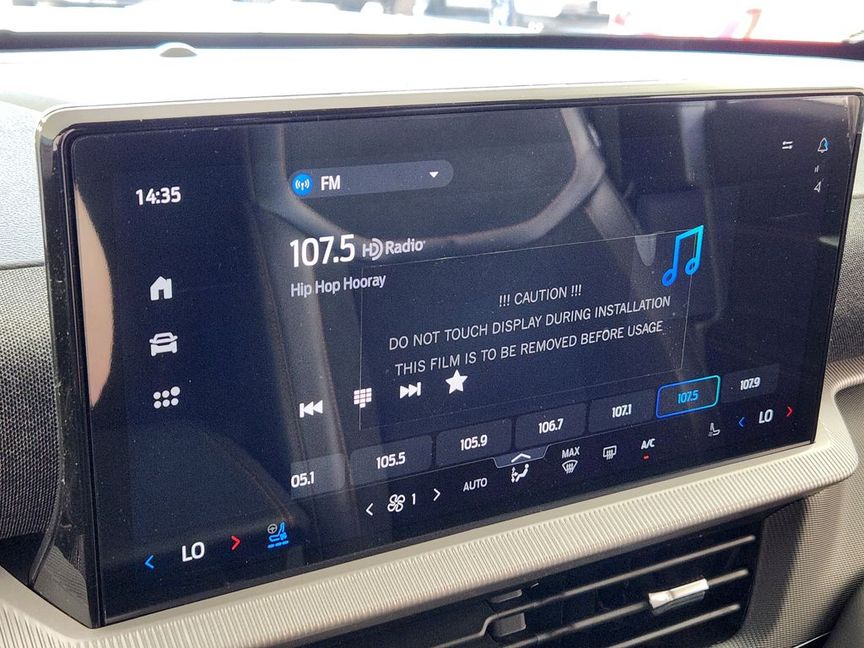 14:35
FM
107.5 HD Radio
Hip Hop Hooray
!!! CAUTION !!!
DO NOT TOUCH DISPLAY DURING INSTALLATION
THIS FILM IS TO BE REMOVED BEFORE USAGE
05.1 105.5 105.9 106.7 107.1 107.5 107.9
LO 1 AUTO MAX A/C LO